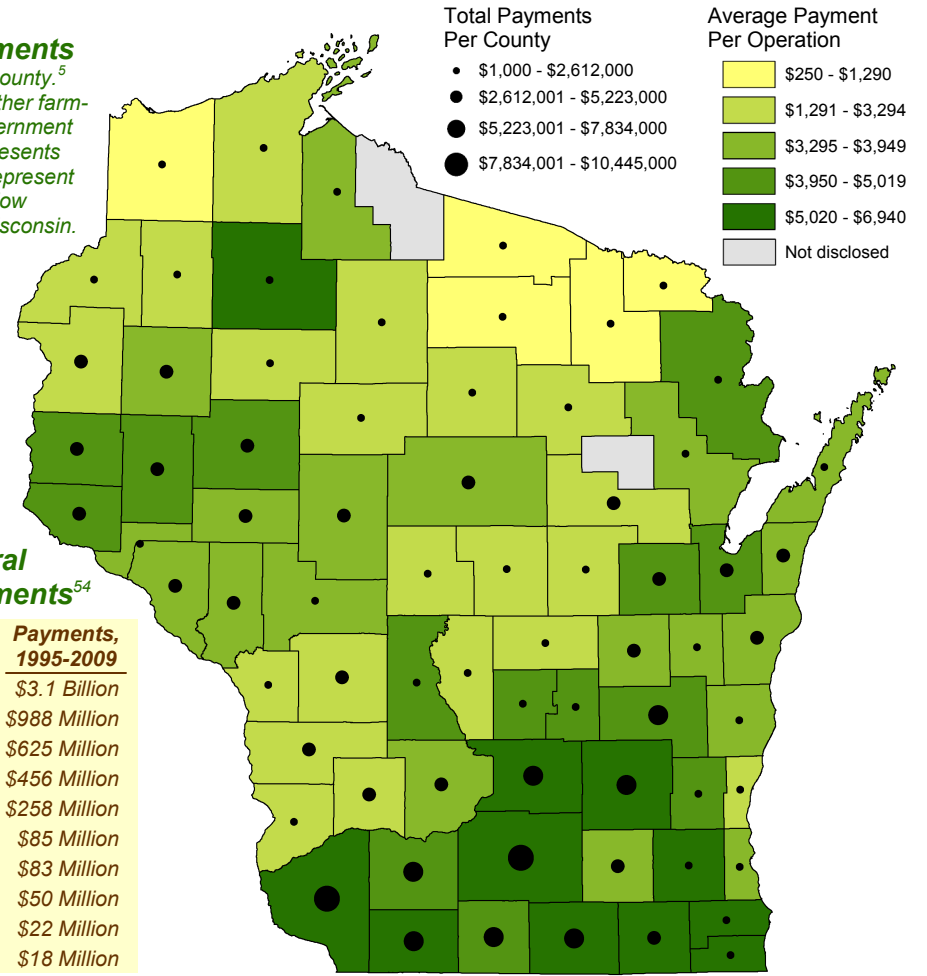 ments
ounty.5
ther farm-
ernment
esents
epresent
ow
isconsin.
Total Payments
Per County
$1,000 - $2,612,000
$2,612,001 - $5,223,000
$5,223,001 - $7,834,000
$7,834,001 - $10,445,000
Average Payment
Per Operation
$250 - $1,290
$1,291 - $3,294
$3,295 - $3,949
$3,950 - $5,019
$5,020 - $6,940
Not disclosed
ral
ments54
Payments,
1995-2009
$3.1 Billion
$988 Million
$625 Million
$456 Million
$258 Million
$85 Million
$83 Million
$50 Million
$22 Million
$18 Million